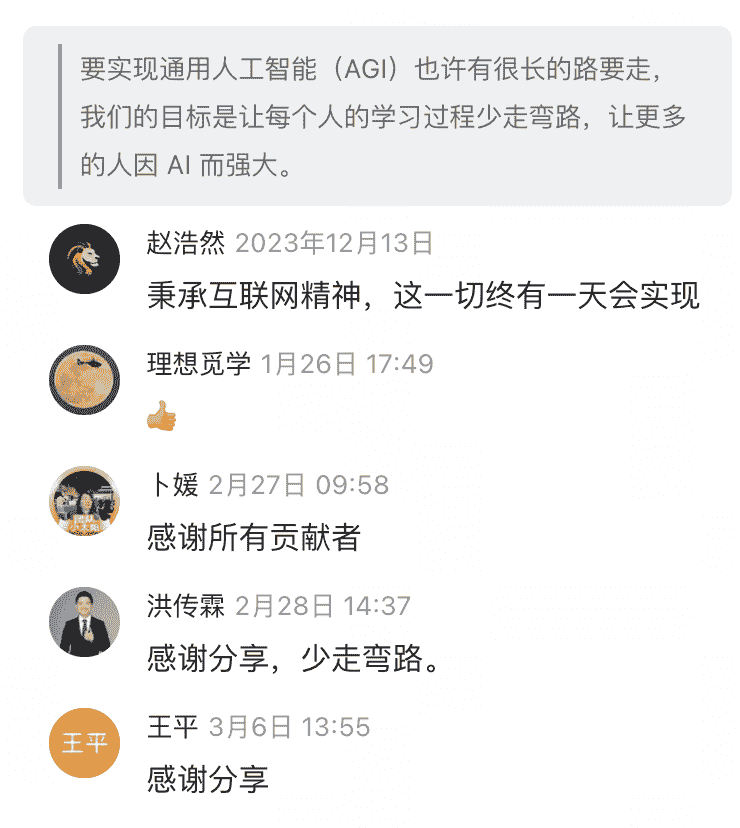 要实现通用人工智能（AGI）也许有很长的路要走，
我们的目标是让每个人的学习过程少走弯路，让更多
的人因 AI 而强大。
赵浩然 2023年12月13日
秉承互联网精神，这一切终有一天会实现
理想觅学 1月26日 17:49
👍
卜媛 2月27日 09:58
感谢所有贡献者
洪传霖 2月28日 14:37
感谢分享，少走弯路。
王平 3月6日 13:55
王平
感谢分享